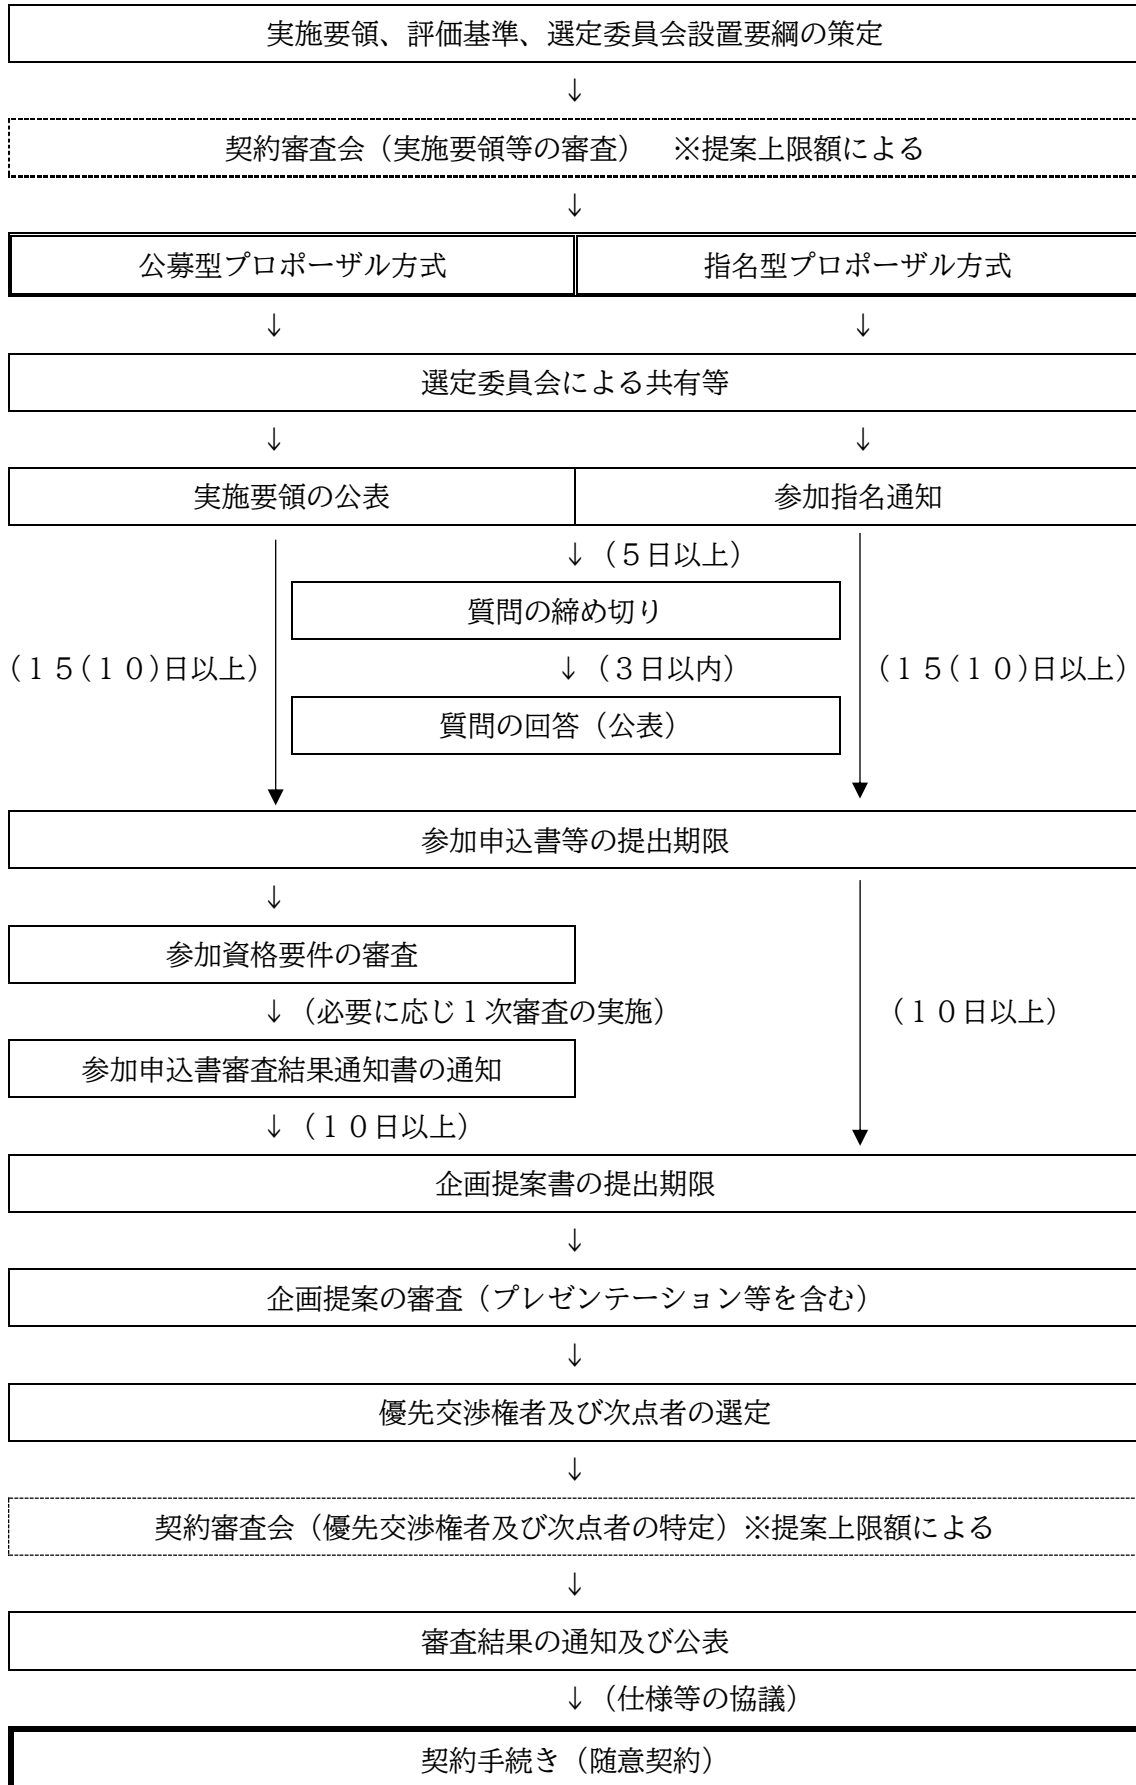 実施要領、評価基準、選定委員会設置要綱の策定
↓
契約審査会（実施要領等の審査）　※提案上限額による
↓
公募型プロポーザル方式　指名型プロポーザル方式
↓　↓
選定委員会による共有等
↓　↓
実施要領の公表　参加指名通知
↓（５日以上）
質問の締め切り
（１５(１０)日以上）　↓（３日以内）　（１５(１０)日以上）
質問の回答（公表）
参加申込書等の提出期限
↓
参加資格要件の審査
↓（必要に応じ１次審査の実施）　（１０日以上）
参加申込書審査結果通知書の通知
↓（１０日以上）
企画提案書の提出期限
↓
企画提案の審査（プレゼンテーション等を含む）
↓
優先交渉権者及び次点者の選定
↓
契約審査会（優先交渉権者及び次点者の特定）※提案上限額による
↓
審査結果の通知及び公表
↓（仕様等の協議）
契約手続き（随意契約）